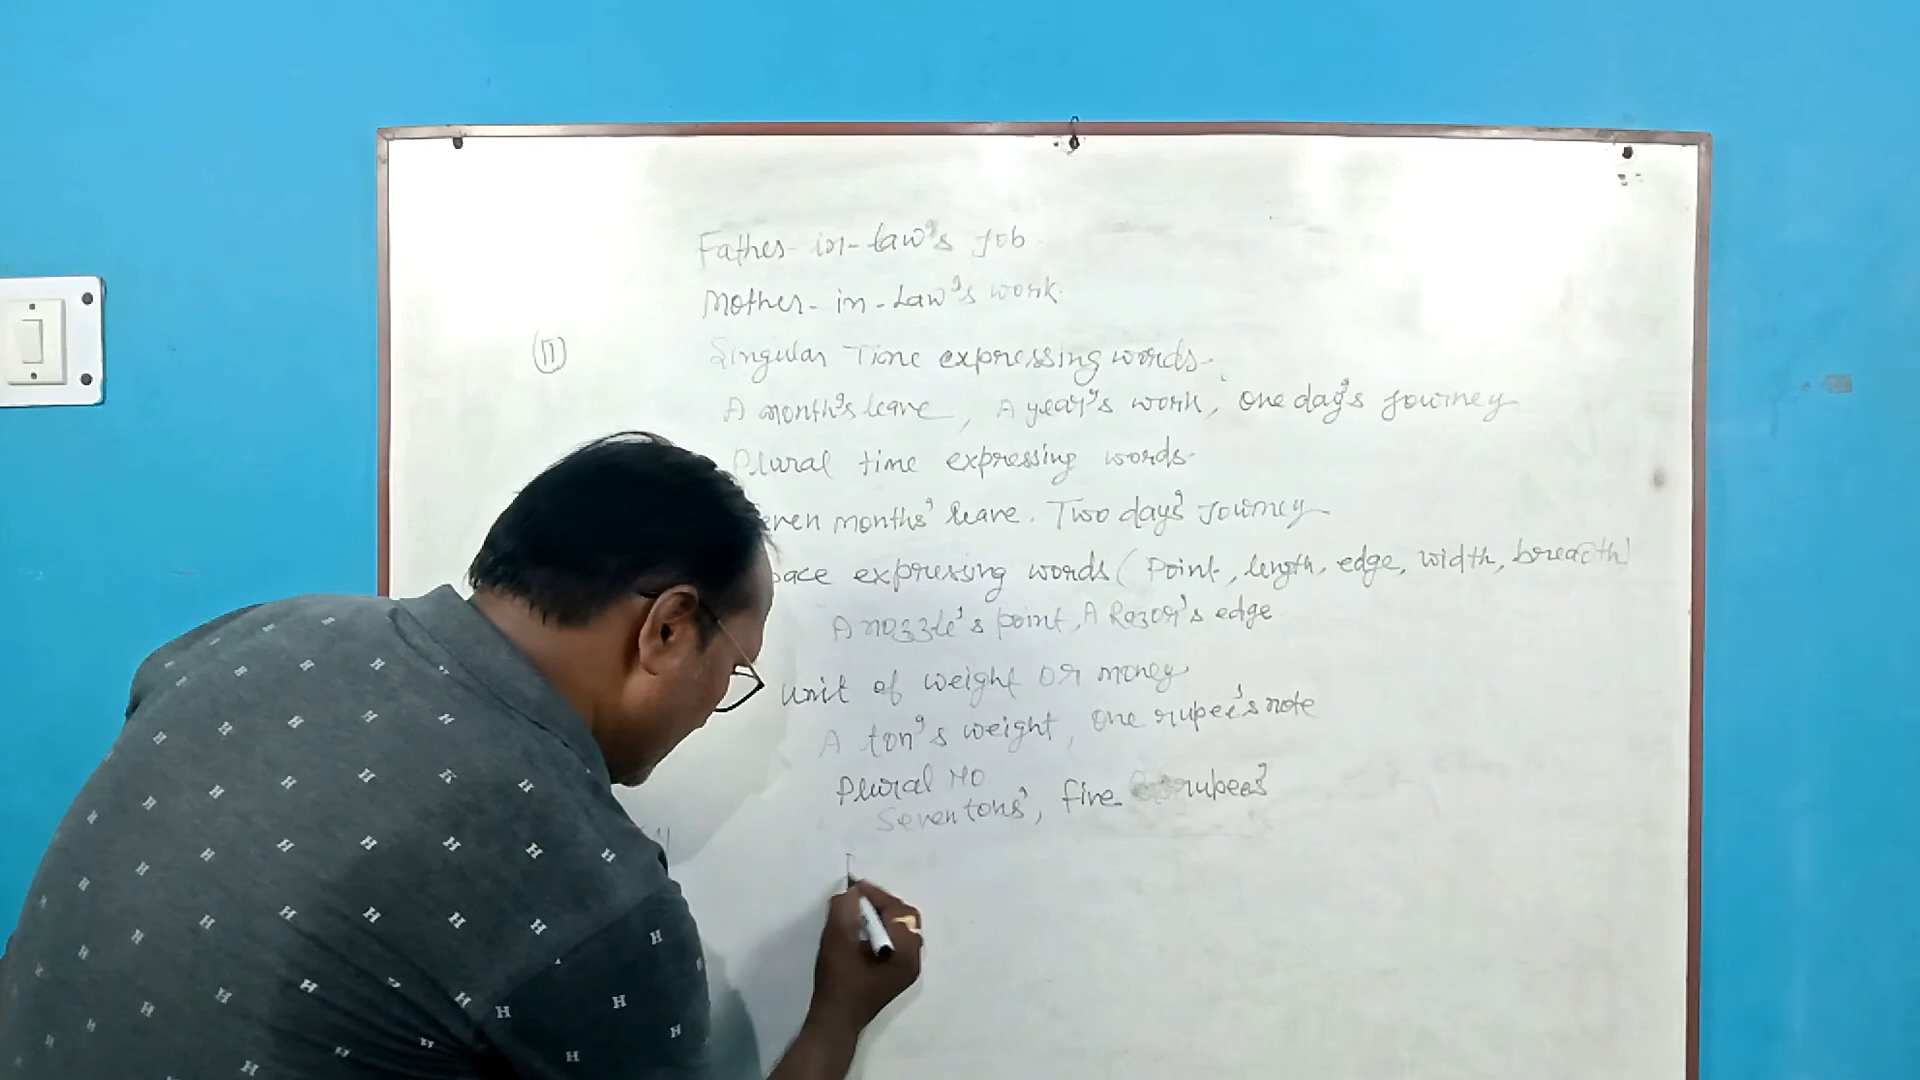 Father-in-law's job
Mother-in-law's work.
(11) Singular Time expressing words-
A month's leave, A year's work, one day's journey
Plural time expressing words-
even months' leave. Two days' Journey
pace expressing words (Point, length, edge, width, breadth)
A nozzle's point, A Razor's edge
unit of weight or money
A ton's weight, one rupee's note
Plural No
Seven tons', five rupees'